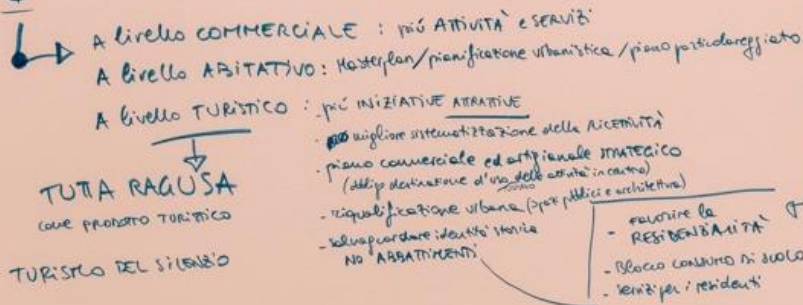 A livello COMMERCIALE : più ATTIVITÀ e SERVIZI
A livello ABITATIVO : Masterplan/pianificazione urbanistica/piano particolareggiato
A livello TURISTICO : più INIZIATIVE ATTRATTIVE
- migliore sistematizzazione della RICETTIVITÀ
- piano commerciale ed artigianale STRATEGICO
(obbligo destinazione d'uso delle attività in centro)
- riqualificazione urbana (spazi pubblici e architettura)
- salvaguardare identità storica
NO ABBATTIMENTI
TUTTA RAGUSA
COME PRODOTTO TURISTICO
TURISMO DEL SILENZIO
- FAVORIRE la
RESIDENZIALITÀ
- BLOCCO CONSUMO DI SUOLO
- servizi per i residenti